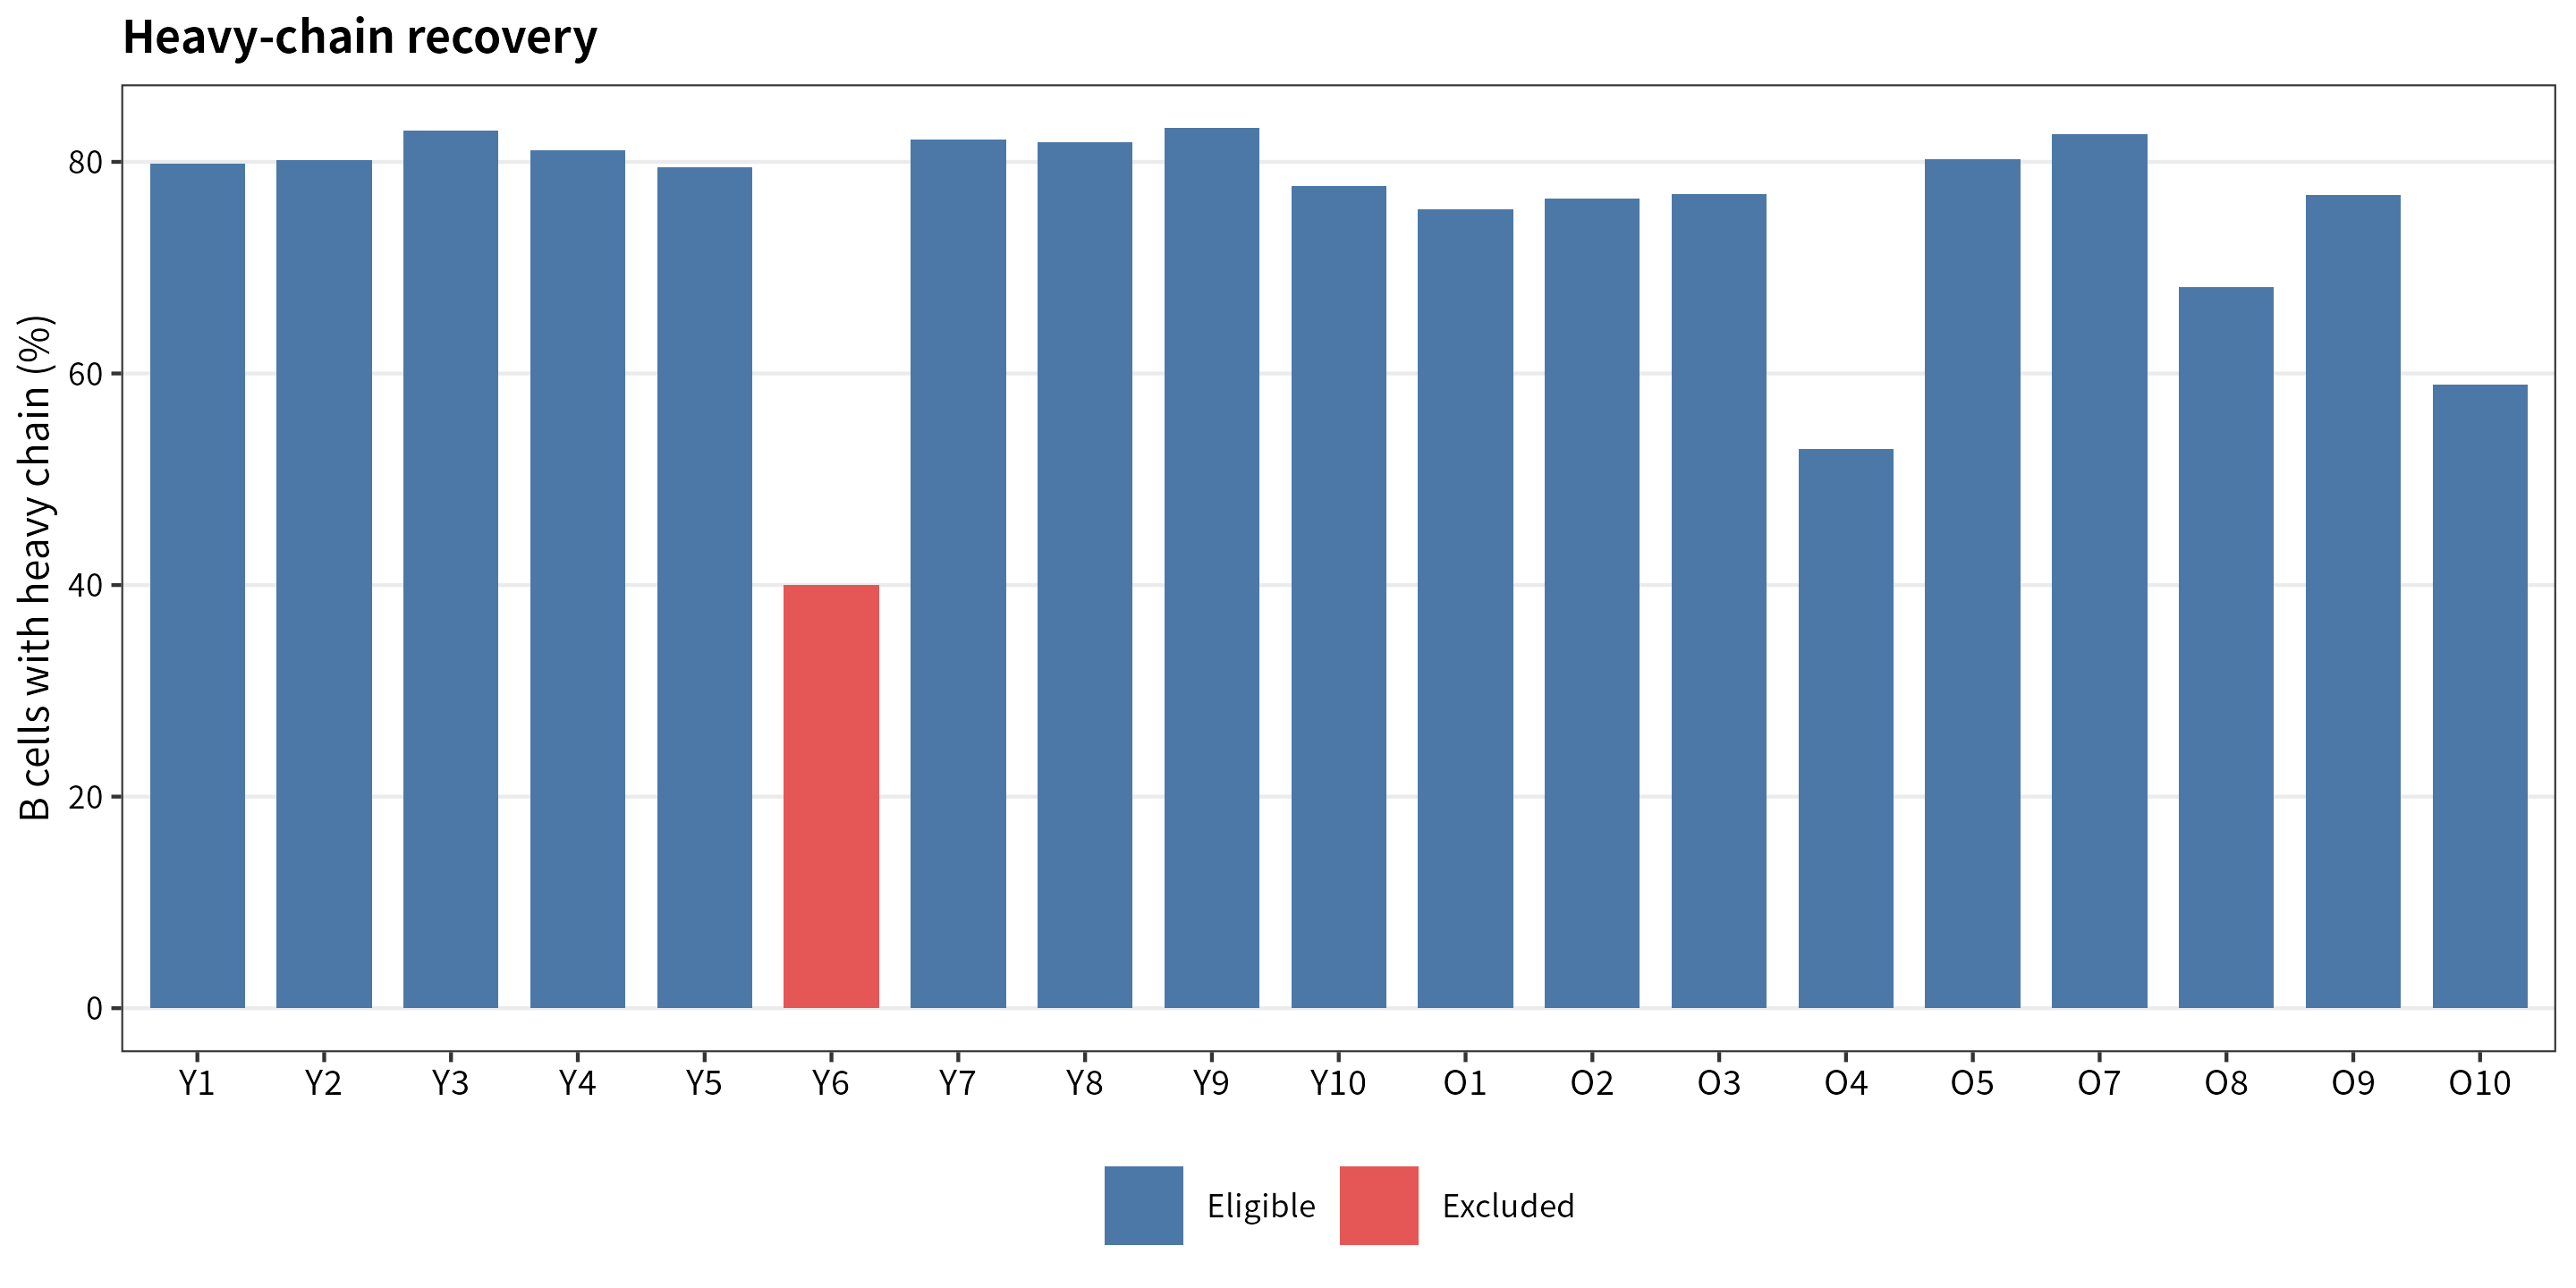 Heavy-chain recovery
B cells with heavy chain (%)
80
60
40
20
0
Y1 Y2 Y3 Y4 Y5 Y6 Y7 Y8 Y9 Y10 O1 O2 O3 O4 O5 O7 O8 O9 O10
Eligible Excluded